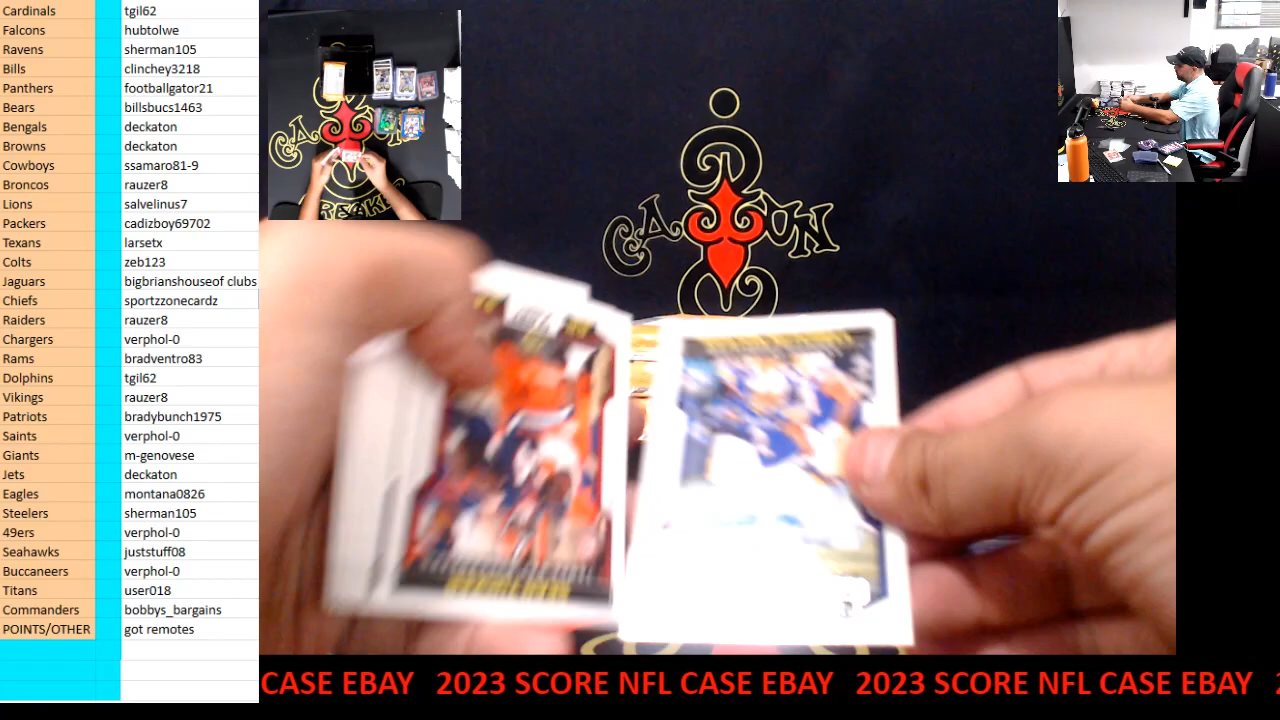 Cardinals tgil62
Falcons hubtolwe
Ravens sherman105
Bills clinchey3218
Panthers footballgator21
Bears billsbucs1463
Bengals deckaton
Browns deckaton
Cowboys ssamaro81-9
Broncos rauzer8
Lions salvelinus7
Packers cadizboy69702
Texans larsetx
Colts zeb123
Jaguars bigbrianshouseof clubs
Chiefs sportzzonecardz
Raiders rauzer8
Chargers verphol-0
Rams bradventro83
Dolphins tgil62
Vikings rauzer8
Patriots bradybunch1975
Saints verphol-0
Giants m-genovese
Jets deckaton
Eagles montana0826
Steelers sherman105
49ers verphol-0
Seahawks juststuff08
Buccaneers verphol-0
Titans user018
Commanders bobbys_bargains
POINTS/OTHER got remotes
CAJUN
CASE EBAY 2023 SCORE NFL CASE EBAY 2023 SCORE NFL CASE EBAY